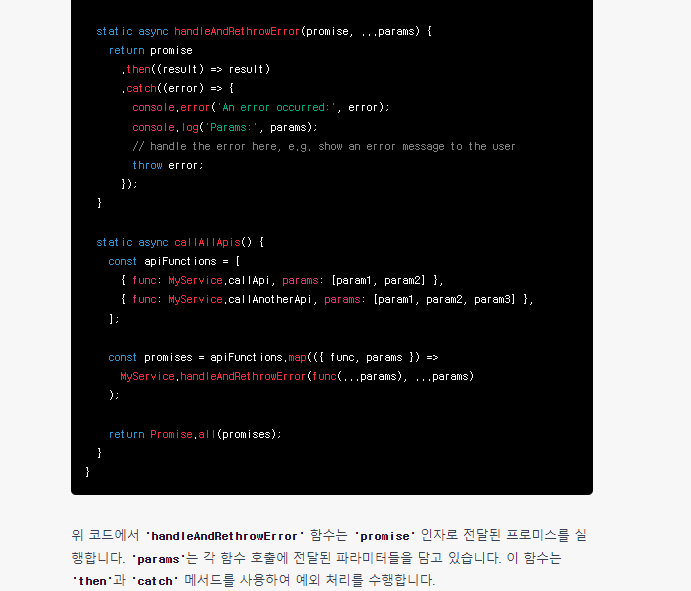 static async handleAndRethrowError(promise, ...params) {
return promise
.then((result) => result)
.catch((error) => {
console.error('An error occurred:', error);
console.log('Params:', params);
// handle the error here, e.g. show an error message to the user
throw error;
});
}
static async callAllApis() {
const apiFunctions = [
{ func: MyService.callApi, params: [param1, param2] },
{ func: MyService.callAnotherApi, params: [param1, param2, param3] },
];
const promises = apiFunctions.map(({ func, params }) =>
MyService.handleAndRethrowError(func(...params), ...params)
);
return Promise.all(promises);
}
}
위 코드에서 `handleAndRethrowError` 함수는 `promise` 인자로 전달된 프로미스를 실
행합니다. `params`는 각 함수 호출에 전달된 파라미터들을 담고 있습니다. 이 함수는
`then`과 `catch` 메서드를 사용하여 예외 처리를 수행합니다.